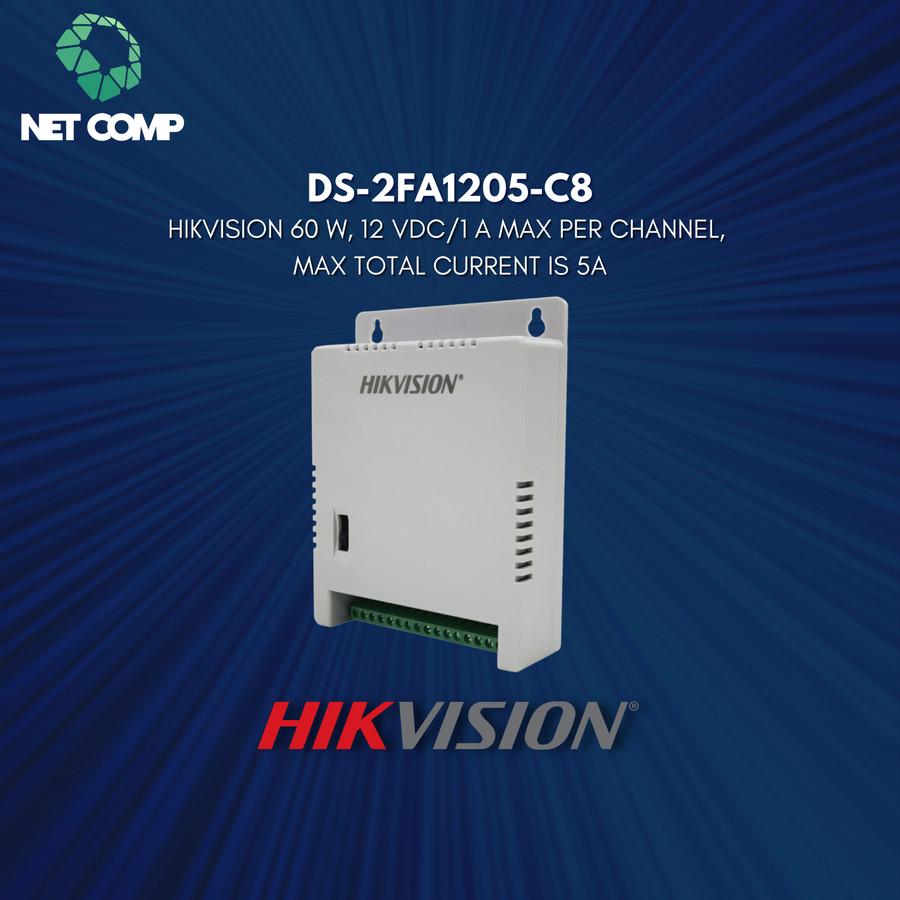 NET COMP
DS-2FA1205-C8
HIKVISION 60 W, 12 VDC/1 A MAX PER CHANNEL,
MAX TOTAL CURRENT IS 5A
HIKVISION®
HIKVISION®